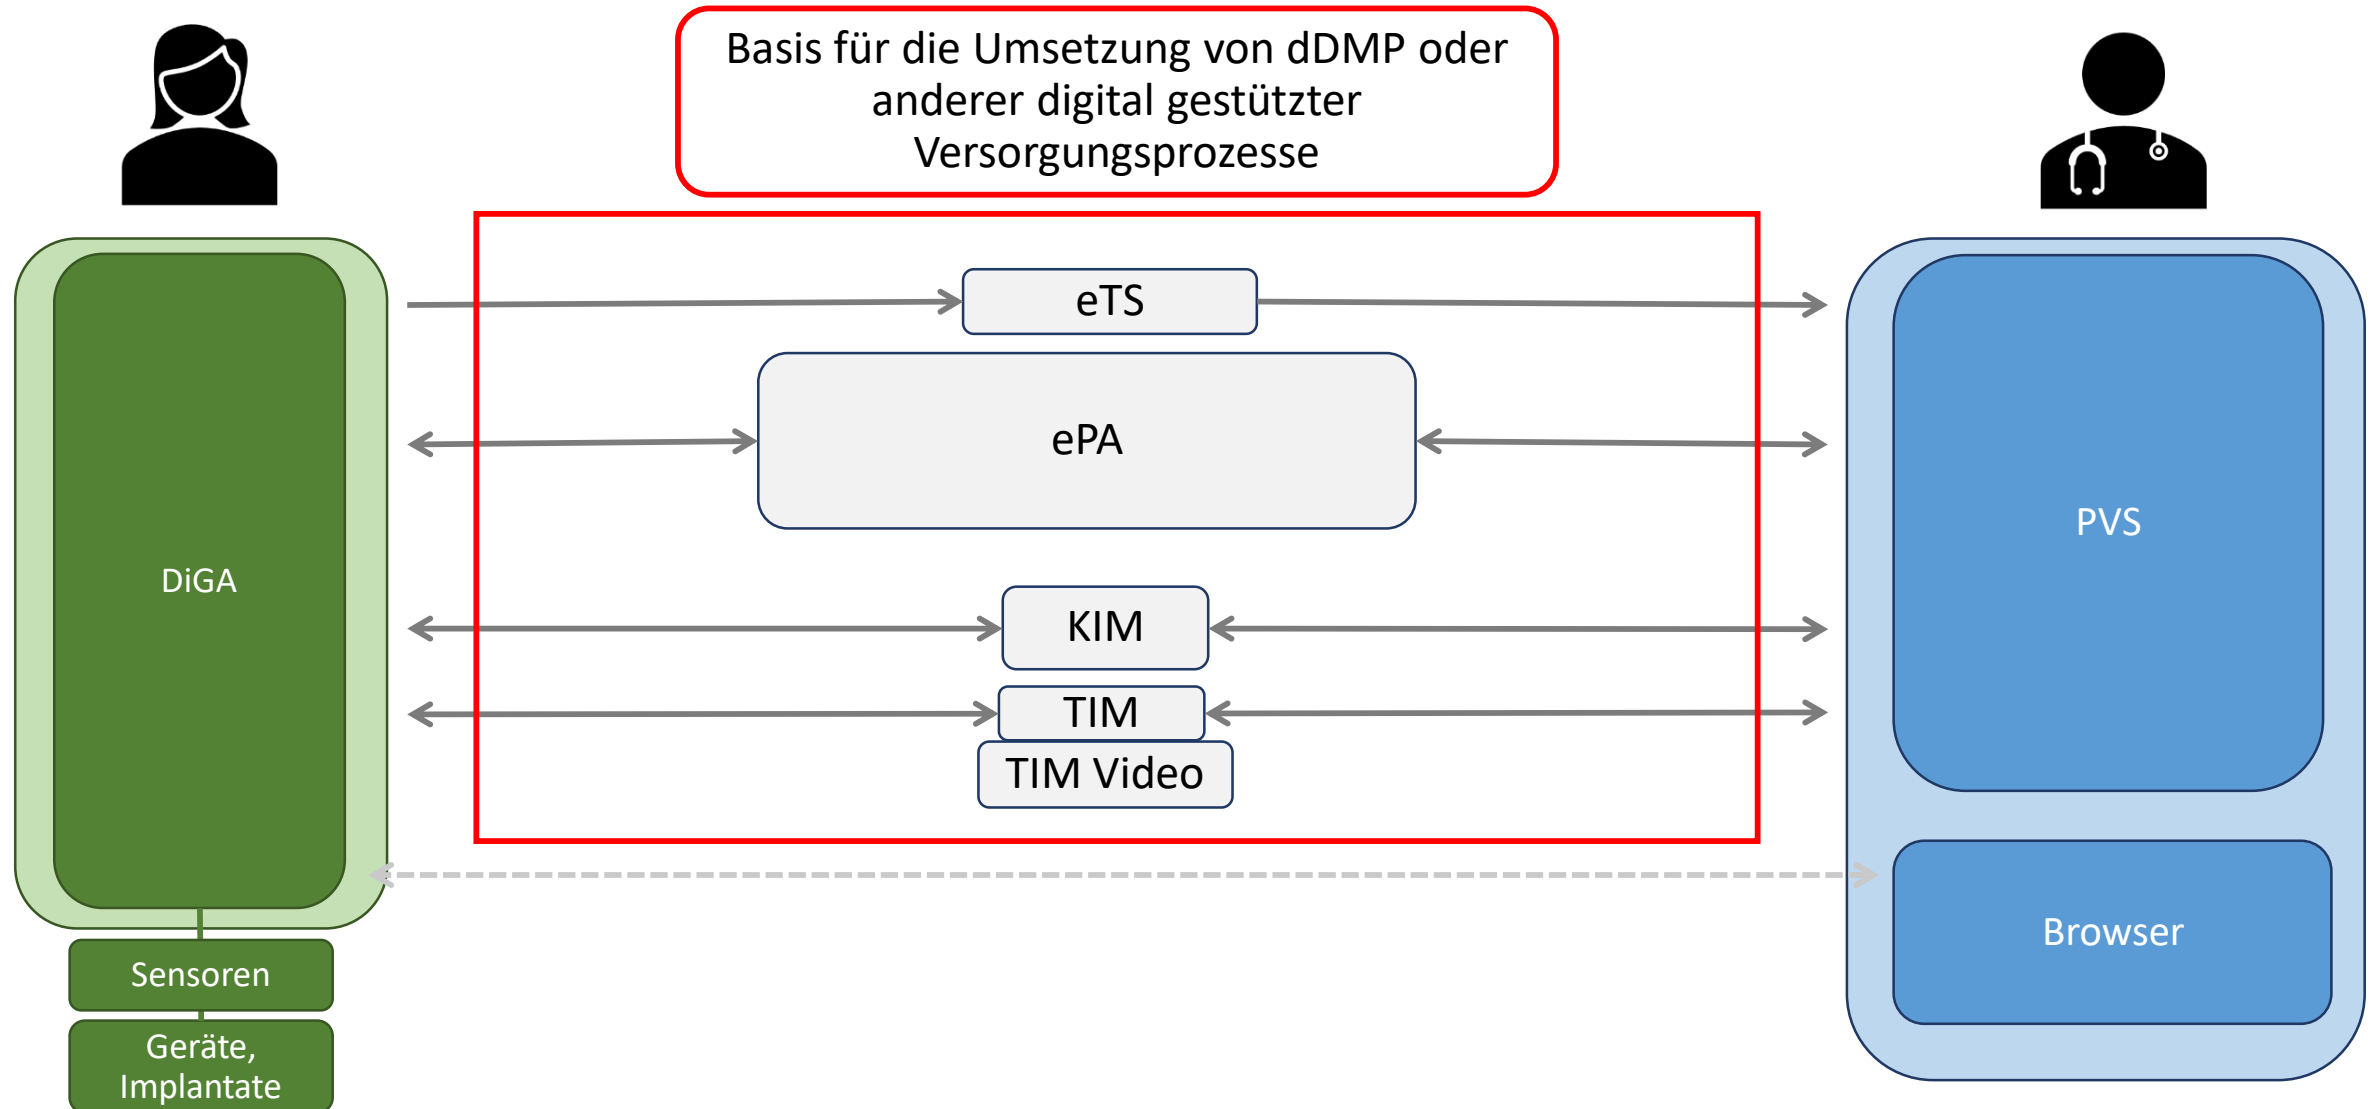 Basis für die Umsetzung von dDMP oder
anderer digital gestützter
Versorgungsprozesse
eTS
ePA
KIM
TIM
TIM Video
DiGA
Sensoren
Geräte,
Implantate
PVS
Browser